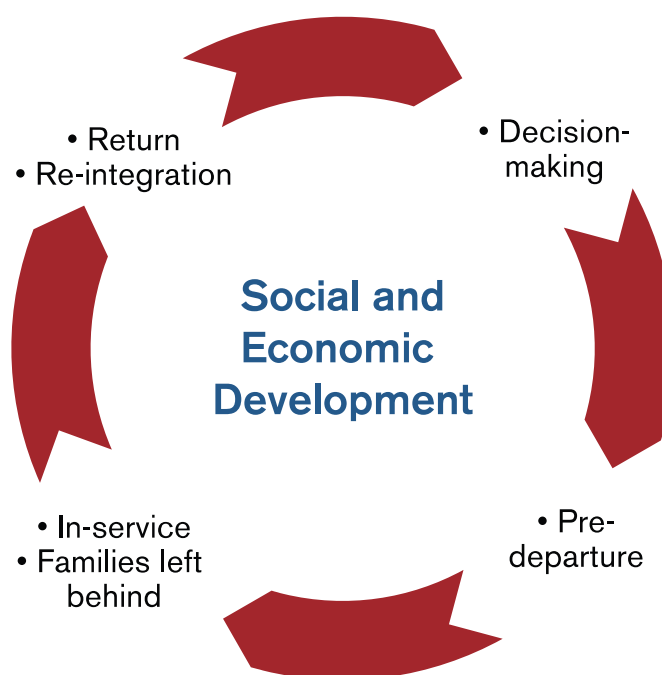 • Return
• Re-integration
• Decision-
making
Social and
Economic
Development
• In-service
• Families left
behind
• Pre-
departure